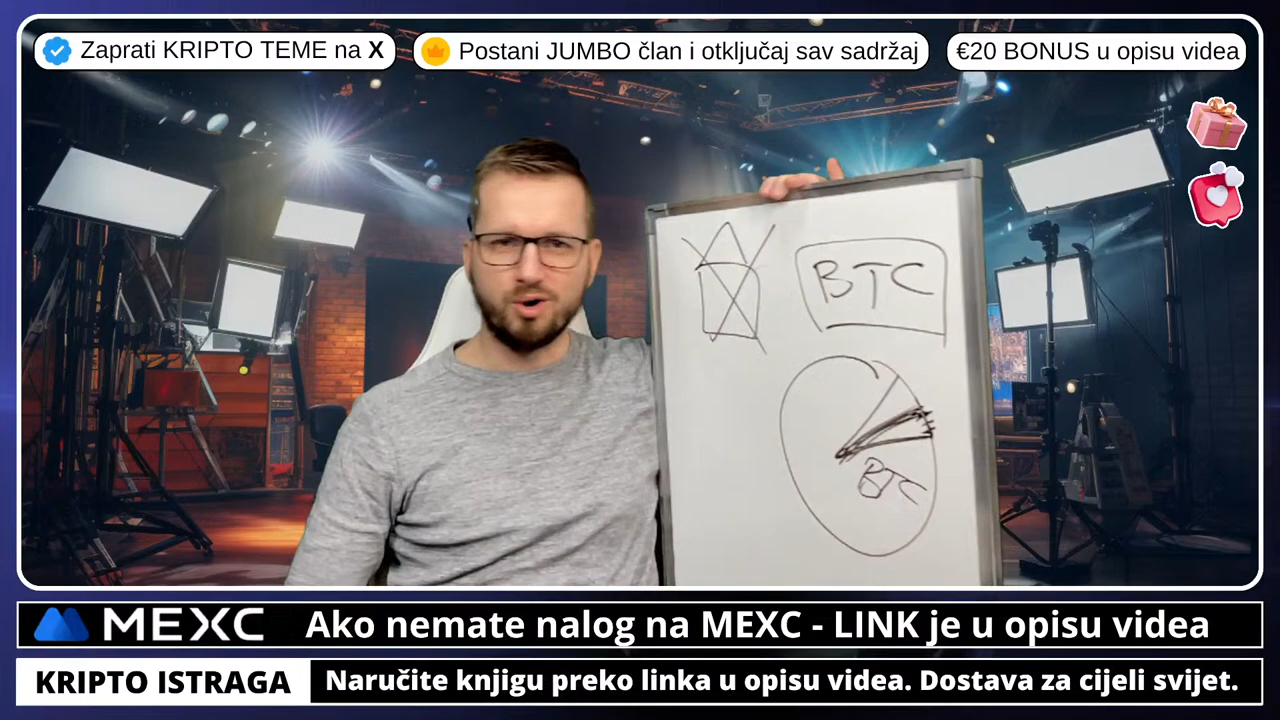 Zaprati KRIPTO TEME na X
Postani JUMBO član i otključaj sav sadržaj
€20 BONUS u opisu videa
BTC
BTC
MEXC
Ako nemate nalog na MEXC - LINK je u opisu videa
KRIPTO ISTRAGA
Naručite knjigu preko linka u opisu videa. Dostava za cijeli svijet.